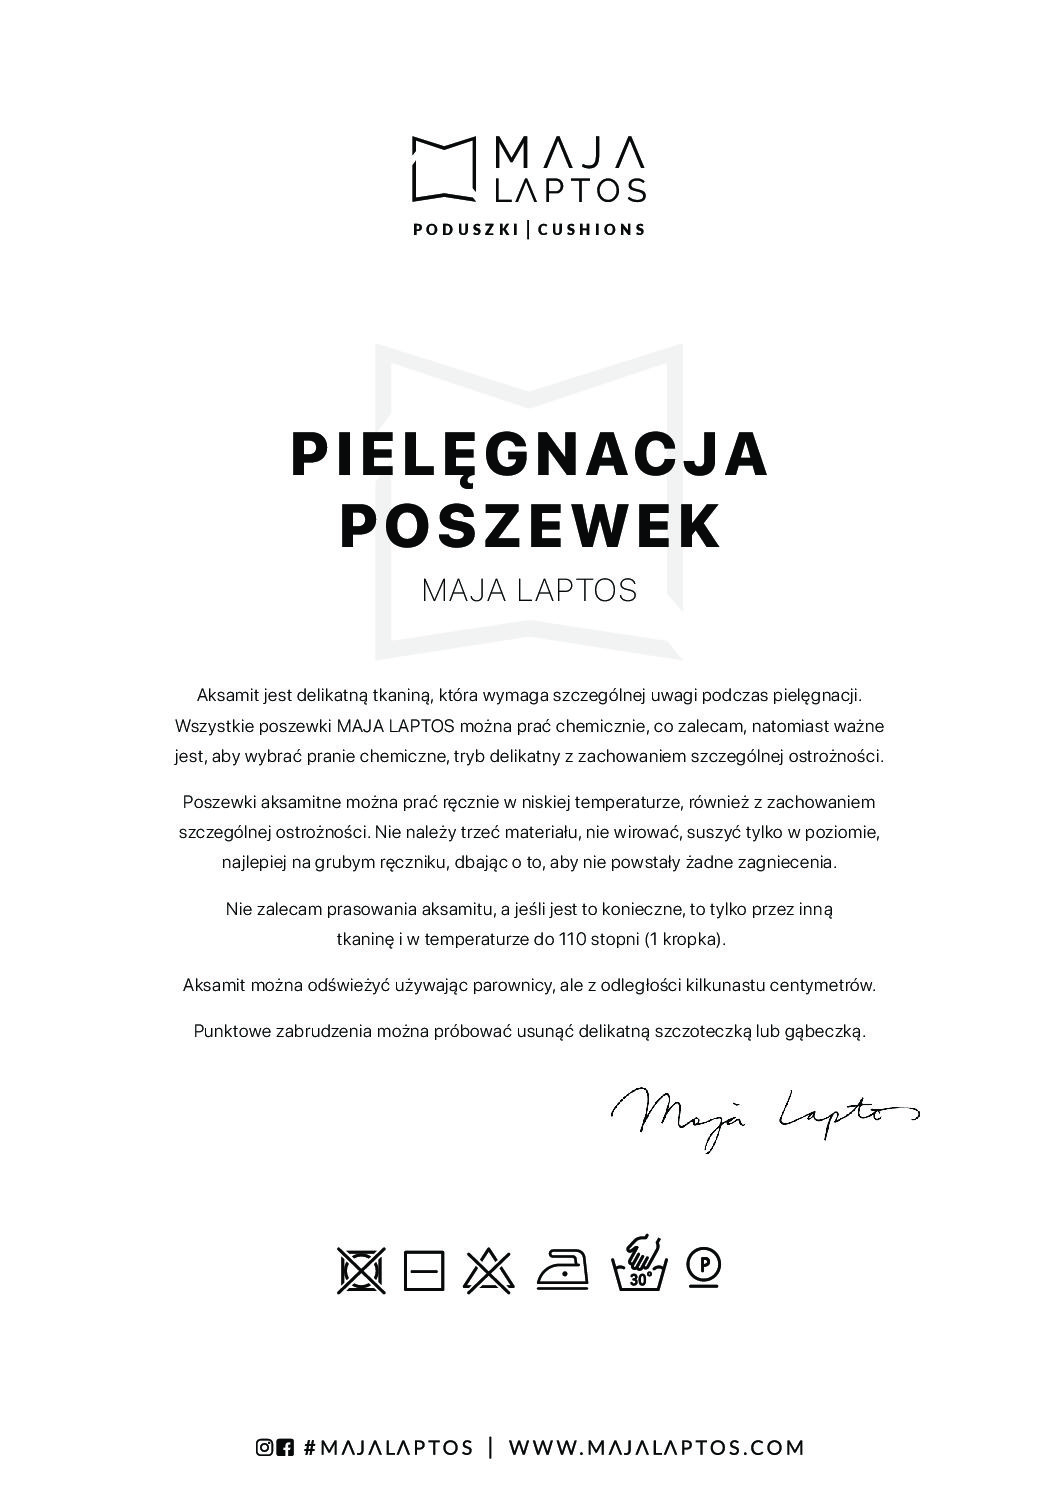 MAJA
LAPTOS
PODUSZKI | CUSHIONS
PIELĘGNACJA
POSZEWEK
MAJA LAPTOS
Aksamit jest delikatną tkaniną, która wymaga szczególnej uwagi podczas pielęgnacji.
Wszystkie poszewki MAJA LAPTOS można prać chemicznie, co zalecam, natomiast ważne
jest, aby wybrać pranie chemiczne, tryb delikatny z zachowaniem szczególnej ostrożności.
Poszewki aksamitne można prać ręcznie w niskiej temperaturze, również z zachowaniem
szczególnej ostrożności. Nie należy trzeć materiału, nie wirować, suszyć tylko w poziomie,
najlepiej na grubym ręczniku, dbając o to, aby nie powstały żadne zagniecenia.
Nie zalecam prasowania aksamitu, a jeśli jest to konieczne, to tylko przez inną
tkaninę i w temperaturze do 110 stopni (1 kropka).
Aksamit można odświeżyć używając parownicy, ale z odległości kilkunastu centymetrów.
Punktowe zabrudzenia można próbować usunąć delikatną szczoteczką lub gąbeczką.
Maja Laptos
30° P
#MAJALAPTOS | WWW.MAJALAPTOS.COM